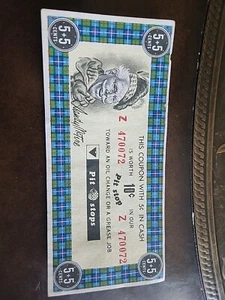 5+5
CENTS
5+5
CENTS
Z 470072
THIS COUPON WITH 5¢ IN CASH
IS WORTH 10¢ IN OUR
Pit Stop
Z 470072
TOWARD AN OIL CHANGE OR A GREASE JOB
Pit stops
5+5
CENTS
5+5
CENTS